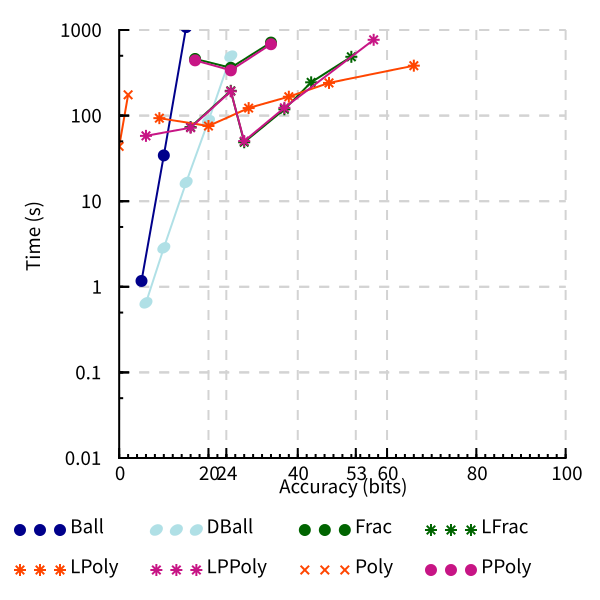 1000
100
10
1
0.1
0.01
Time (s)
0 20 24 40 53 60 80 100
Accuracy (bits)
Ball DBall Frac LFrac
LPoly LPPoly Poly PPoly